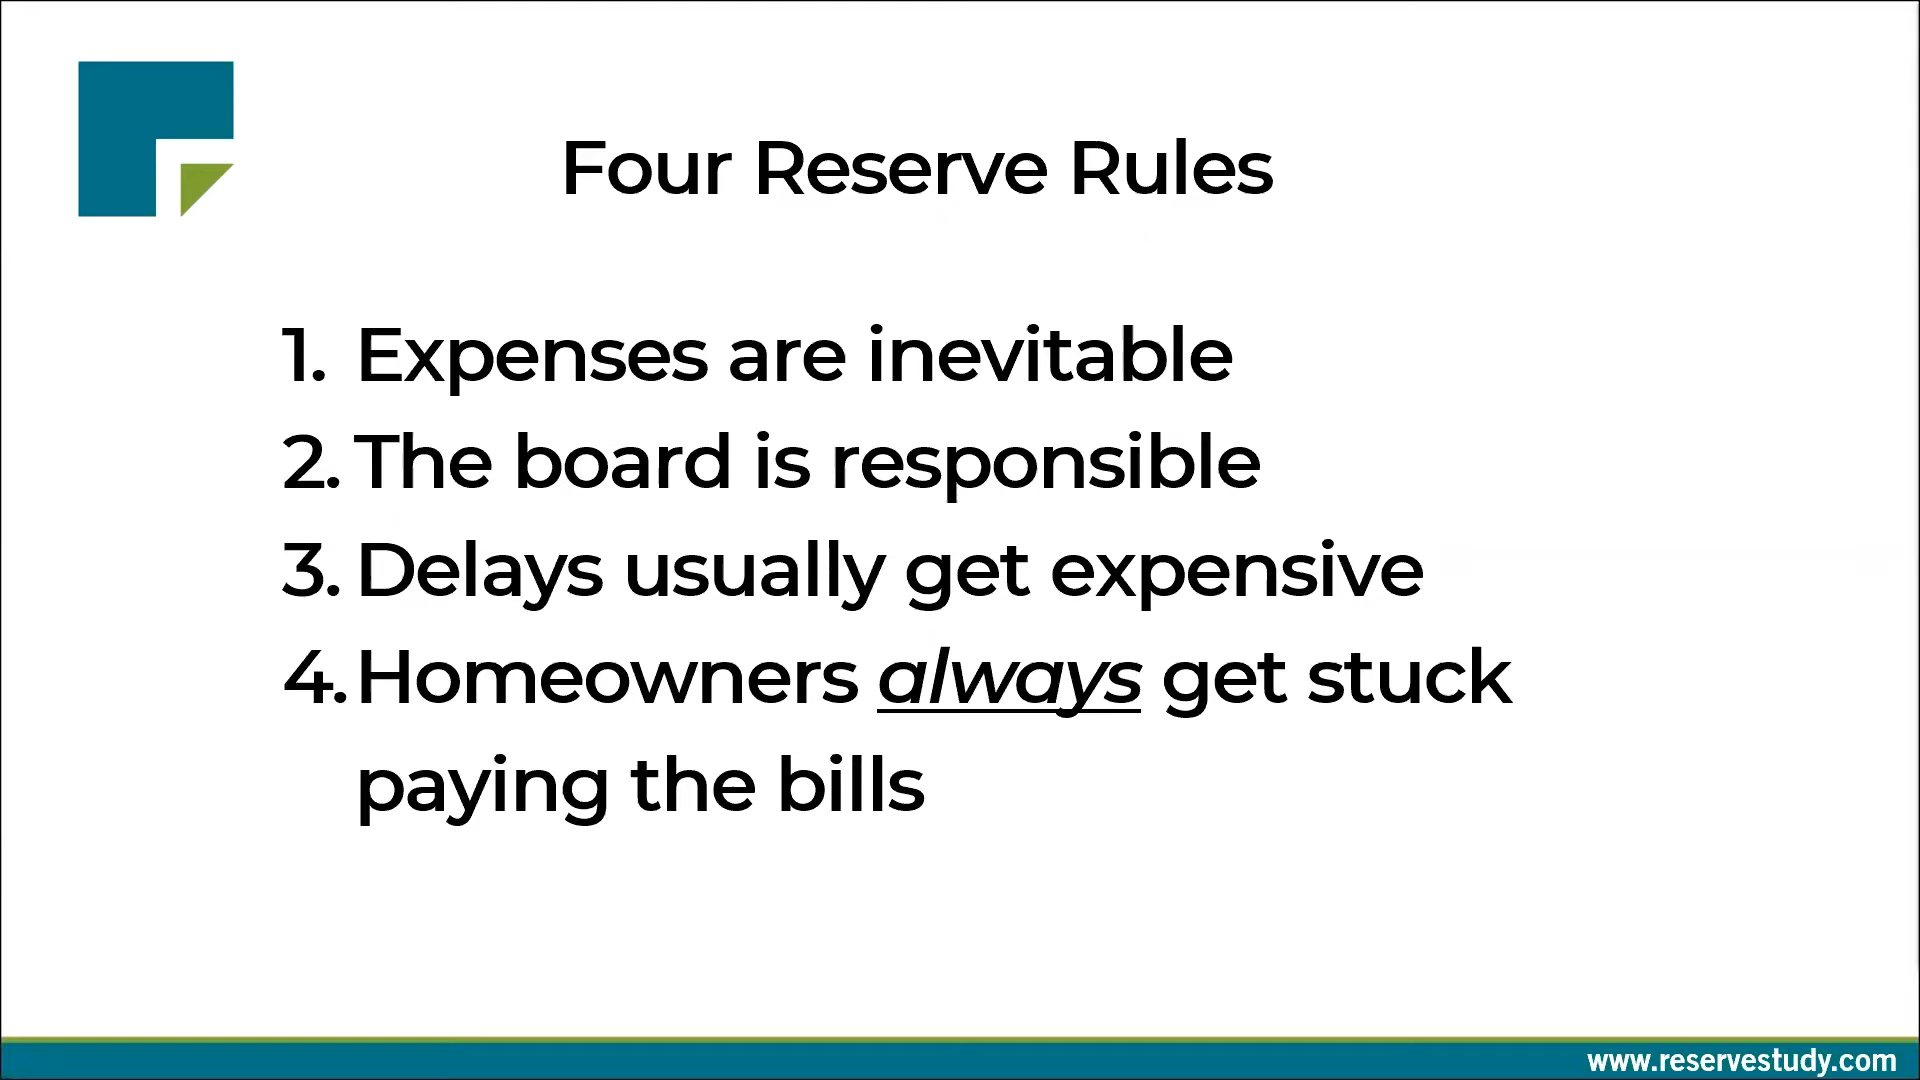 Four Reserve Rules
1. Expenses are inevitable
2. The board is responsible
3. Delays usually get expensive
4. Homeowners always get stuck
paying the bills
www.reservestudy.com